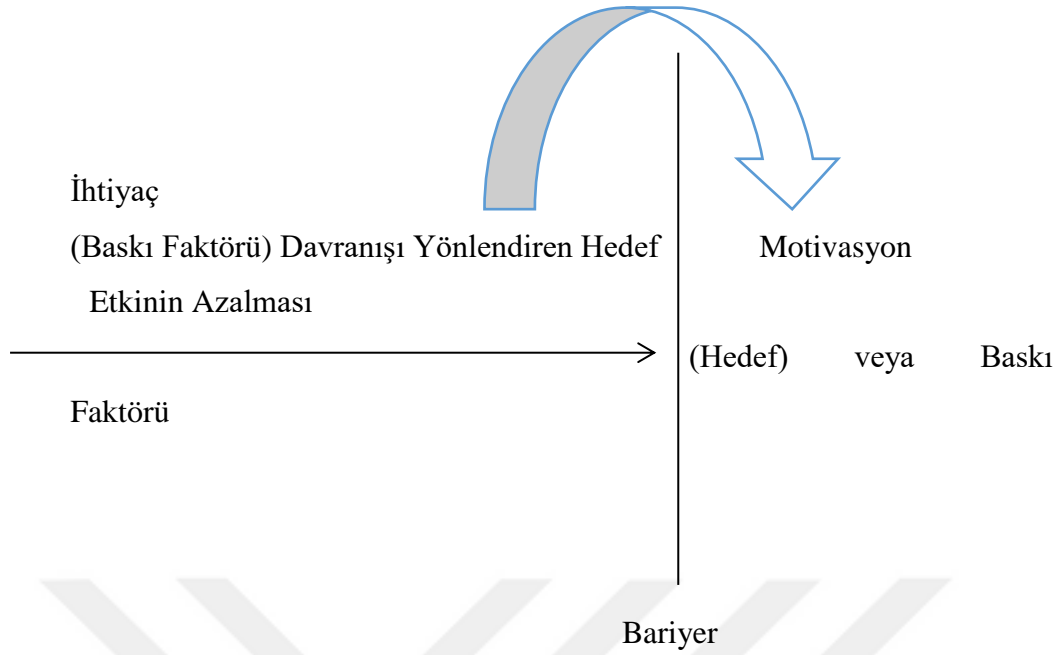 İhtiyaç
(Baskı Faktörü) Davranışı Yönlendiren Hedef Motivasyon
Etkinin Azalması
(Hedef) veya Baskı
Faktörü
Bariyer